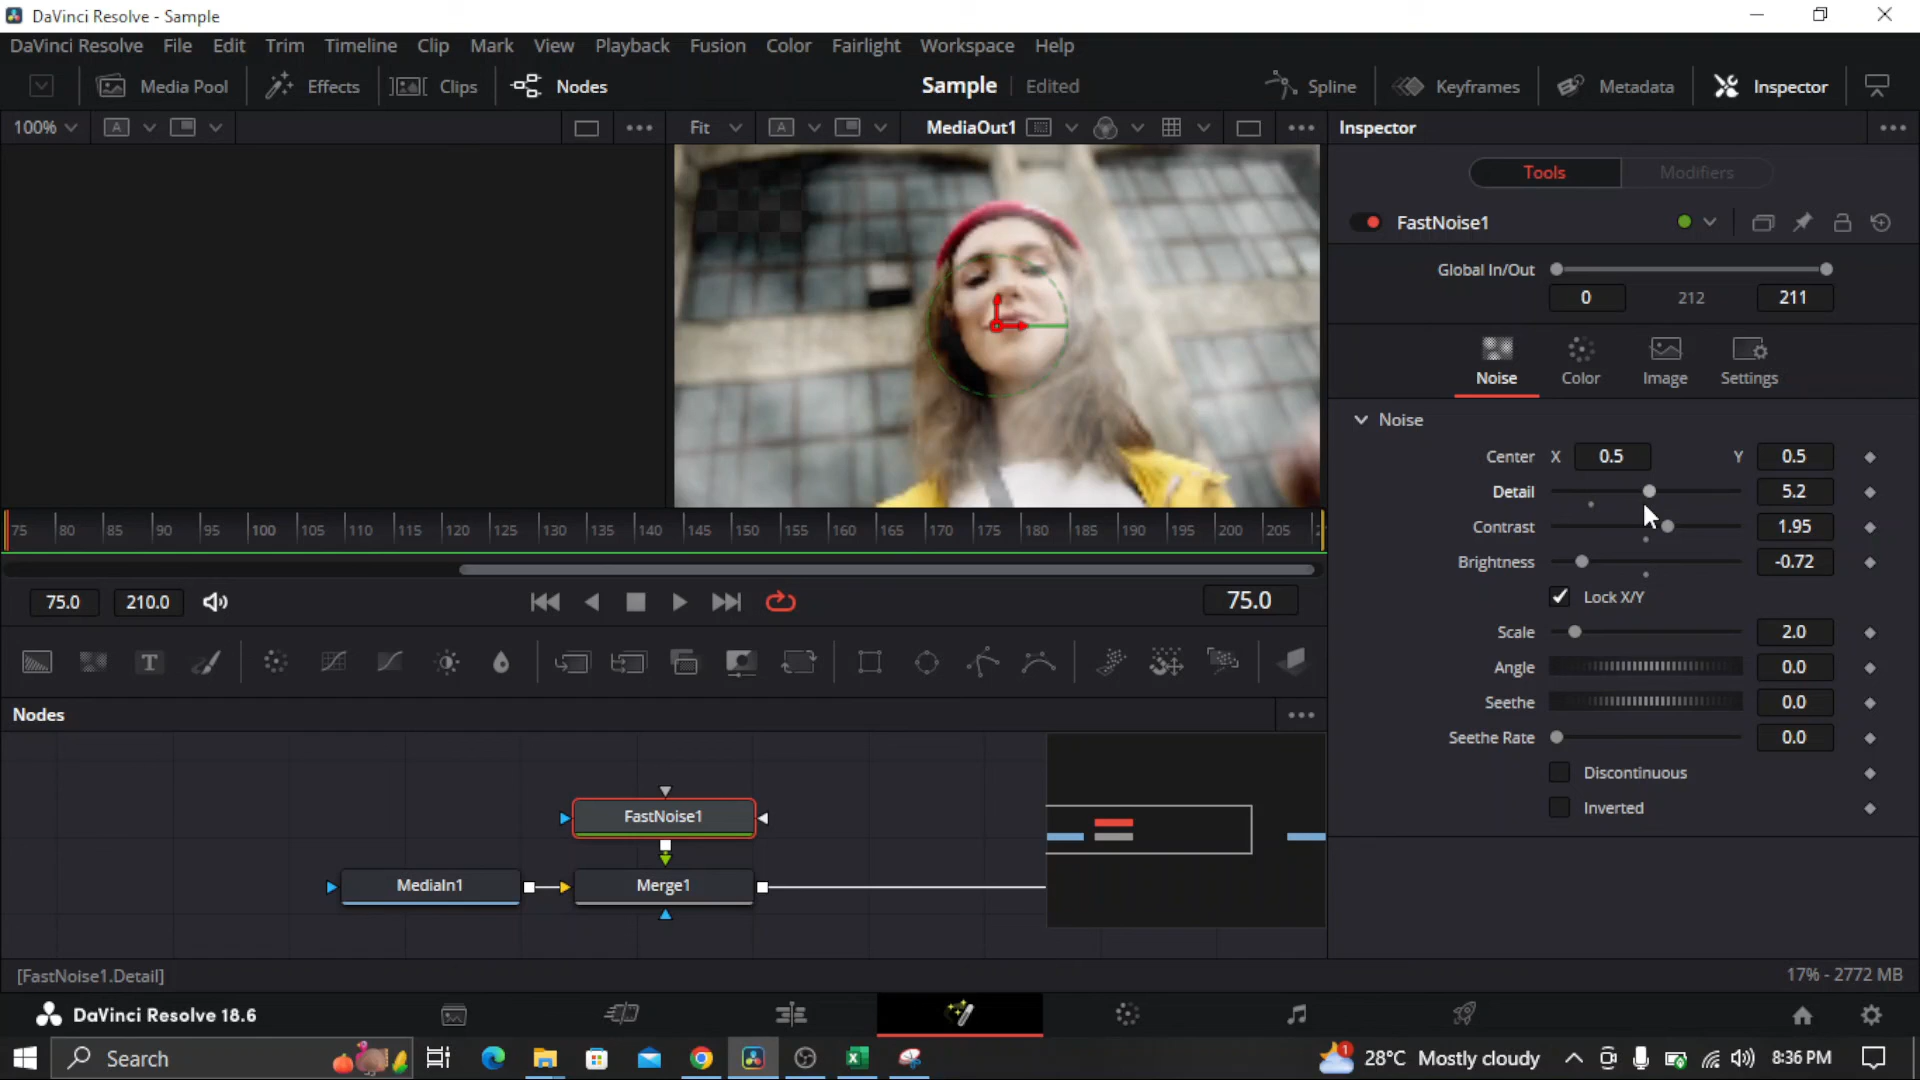 DaVinci Resolve - Sample
DaVinci Resolve File Edit Trim Timeline Clip Mark View Playback Fusion Color Fairlight Workspace Help
Media Pool Effects Clips Nodes Sample Edited Spline Keyframes Metadata Inspector
100% A Fit A MediaOut1 Inspector
Tools Modifiers
FastNoise1
Global In/Out
0 212 211
Noise Color Image Settings
Noise
Center X 0.5 Y 0.5
Detail 5.2
Contrast 1.95
Brightness -0.72
Lock X/Y
Scale 2.0
Angle 0.0
Seethe 0.0
Seethe Rate 0.0
Discontinuous
Inverted
75 80 85 90 95 100 105 110 115 120 125 130 135 140 145 150 155 160 165 170 175 180 185 190 195 200 205
75.0 210.0 75.0
T
Nodes
FastNoise1
MediaIn1 Merge1
[FastNoise1.Detail] 17% - 2772 MB
DaVinci Resolve 18.6
Search 1 28°C Mostly cloudy 8:36 PM